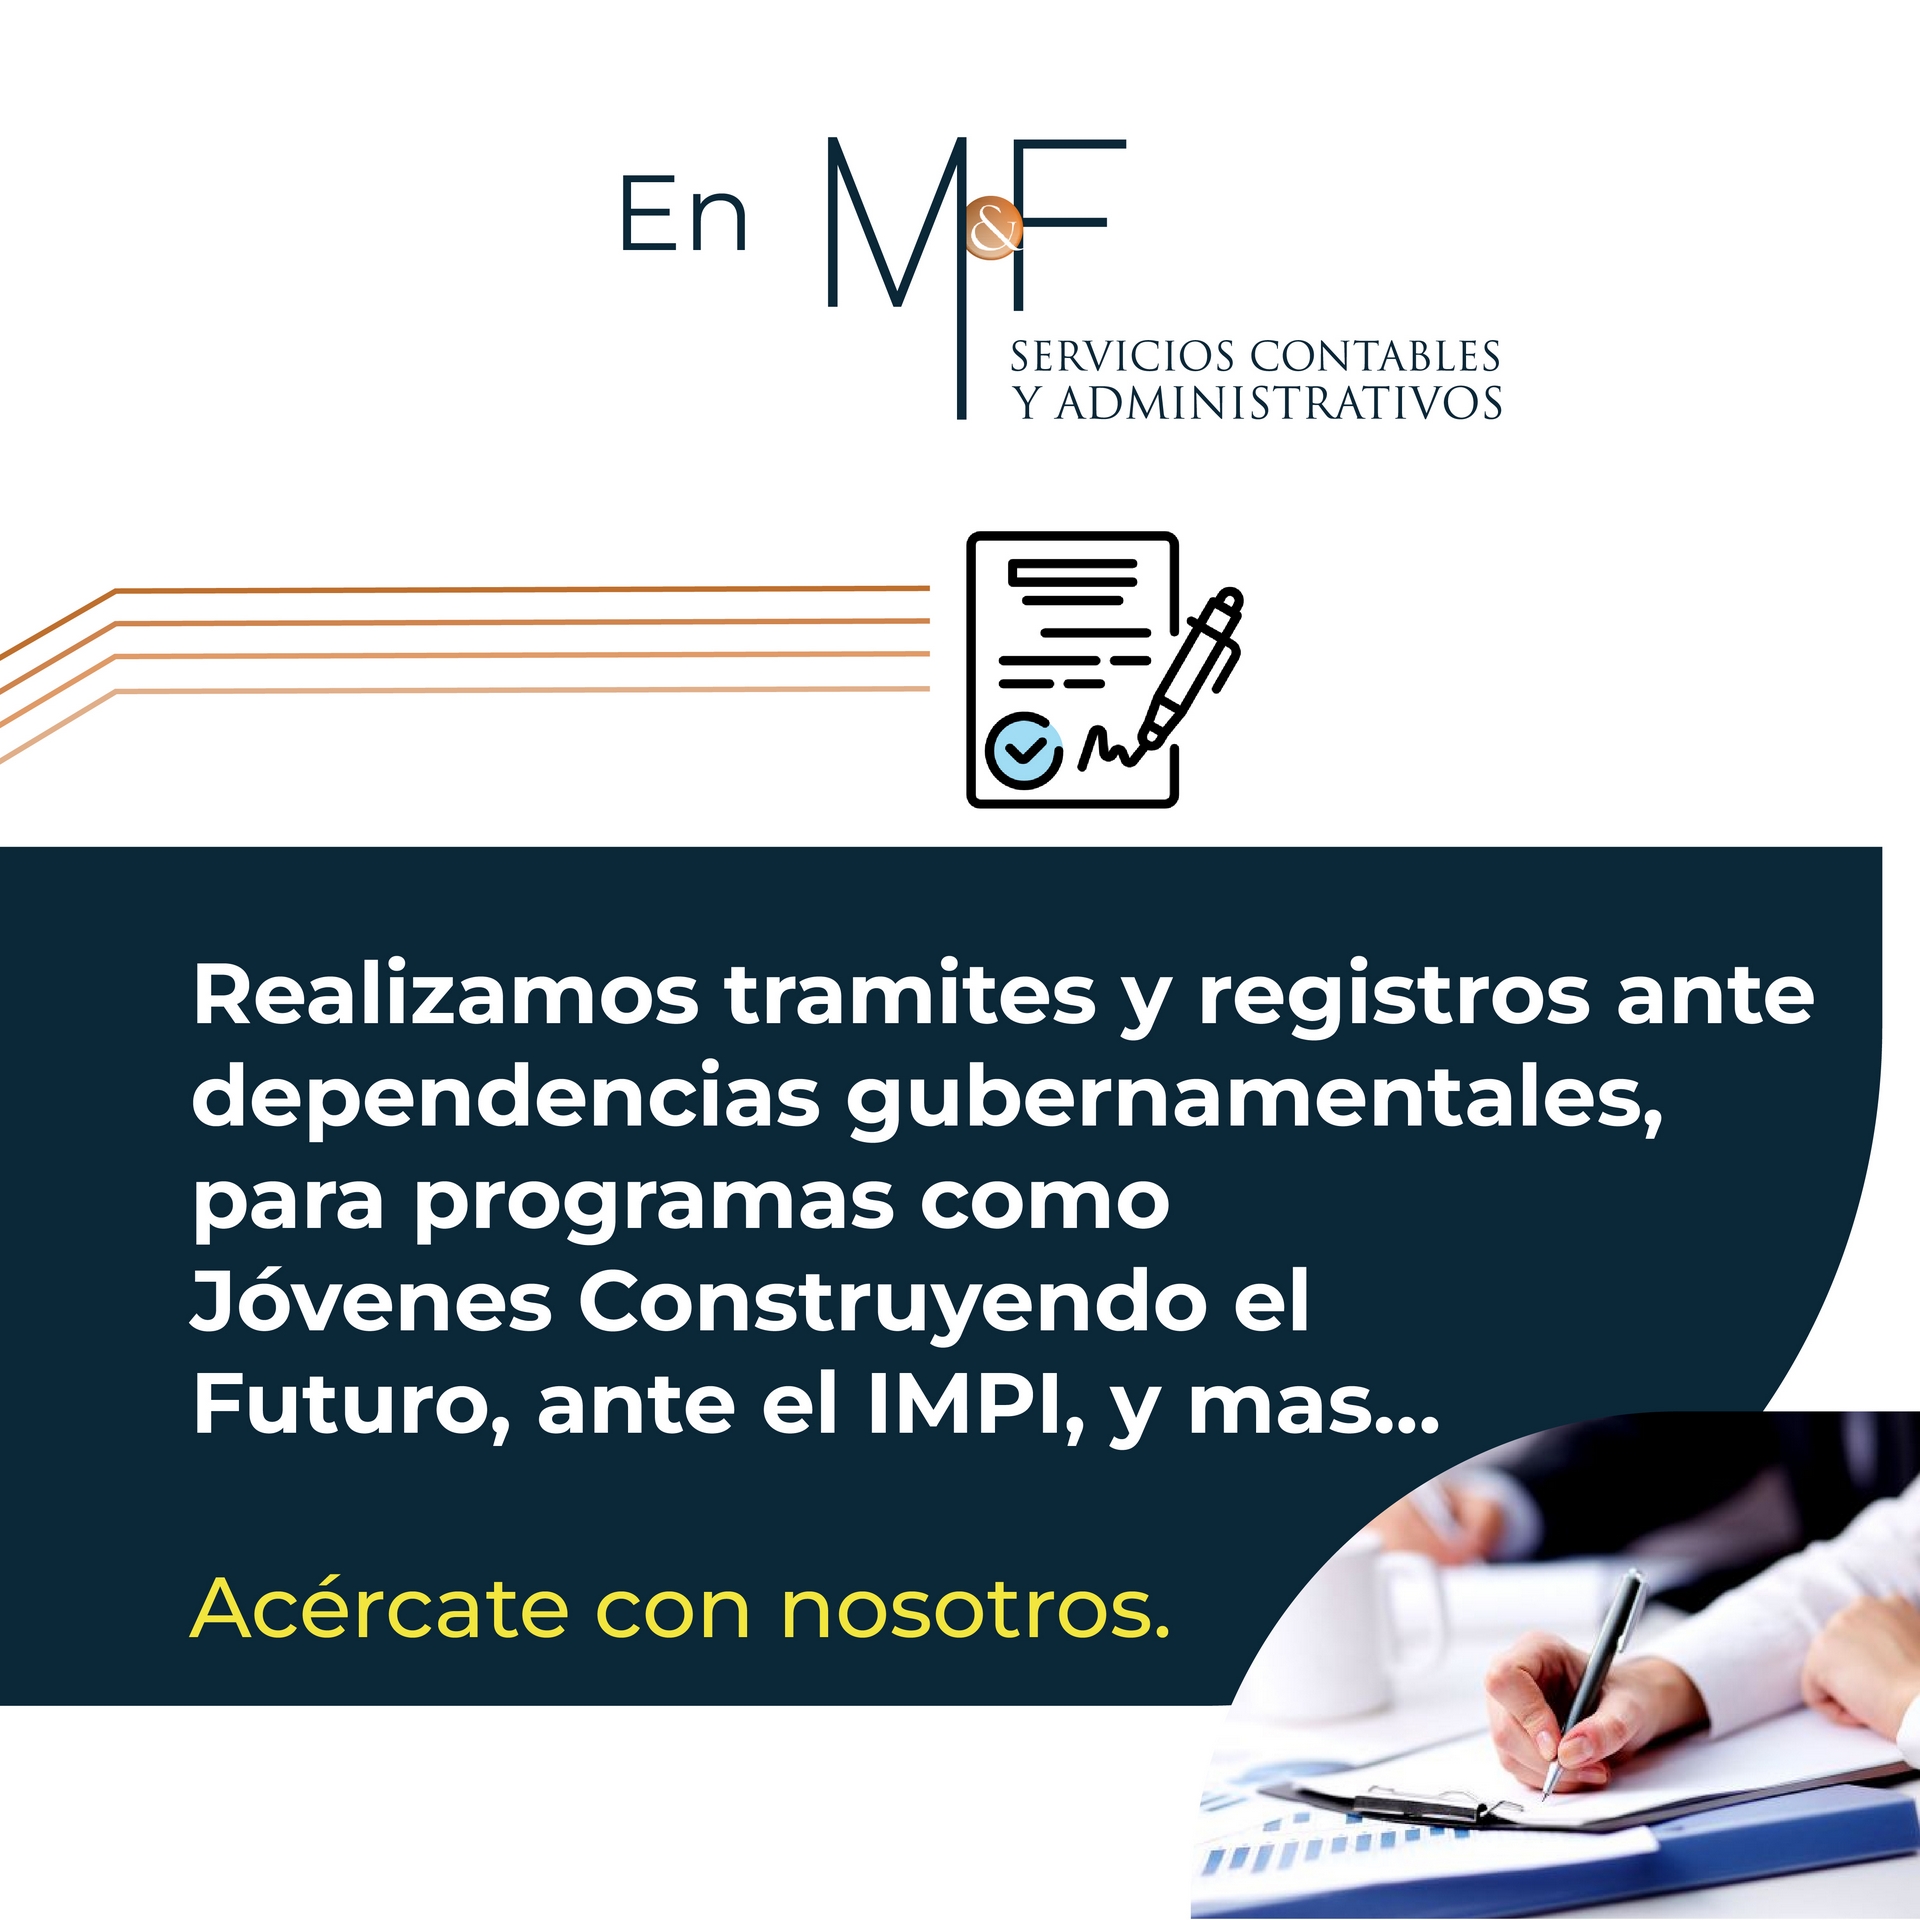 En M&F
SERVICIOS CONTABLES
Y ADMINISTRATIVOS
Realizamos tramites y registros ante
dependencias gubernamentales,
para programas como
Jóvenes Construyendo el
Futuro, ante el IMPI, y mas...
Acércate con nosotros.